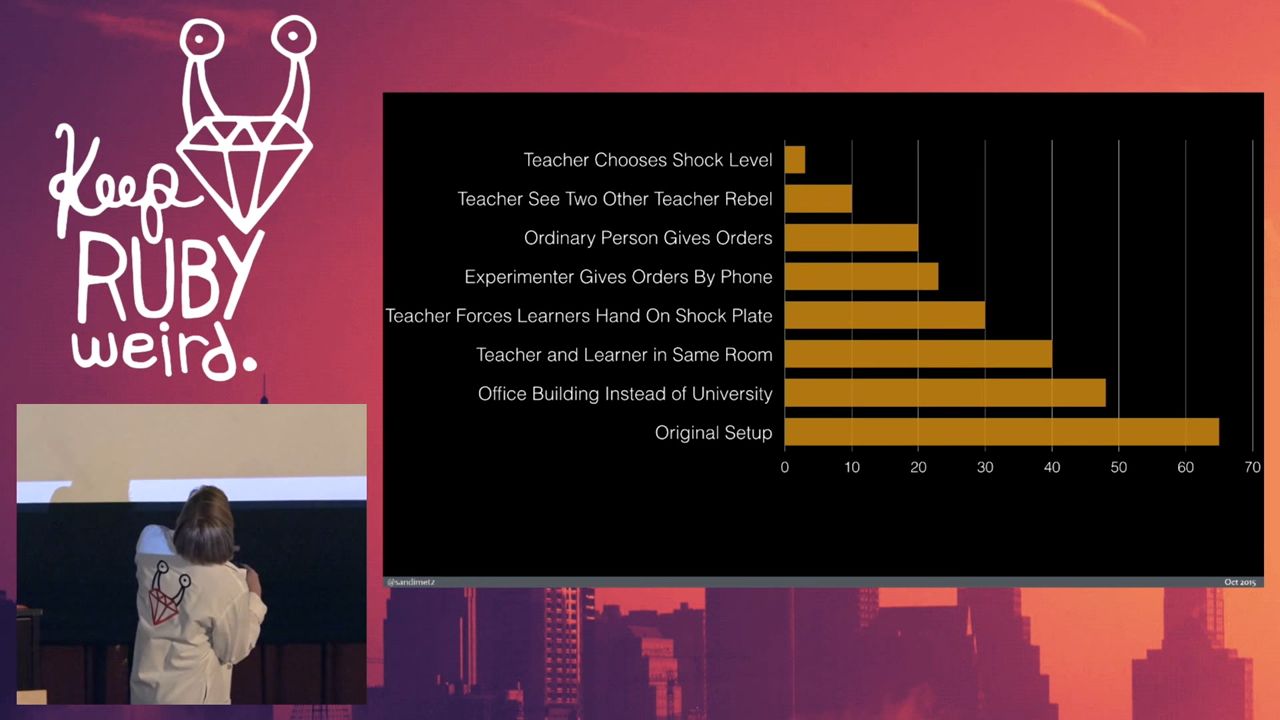 Keep
RUBY
weird.
Teacher Chooses Shock Level
Teacher See Two Other Teacher Rebel
Ordinary Person Gives Orders
Experimenter Gives Orders By Phone
Teacher Forces Learners Hand On Shock Plate
Teacher and Learner in Same Room
Office Building Instead of University
Original Setup
0 10 20 30 40 50 60 70
@sandimetz Oct 2015